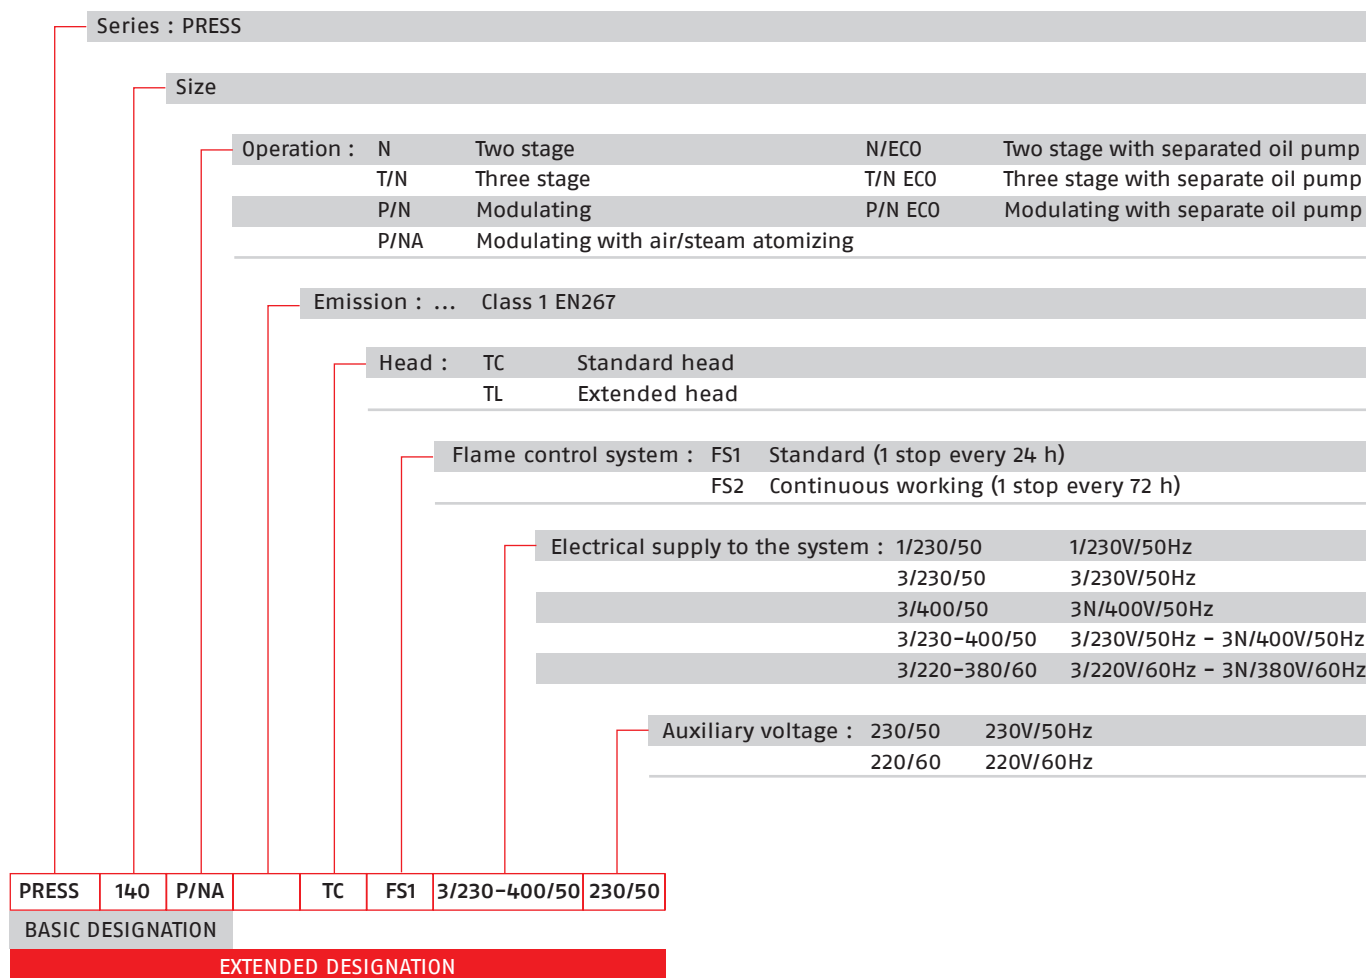 Series : PRESS
Size
Operation : N Two stage N/ECO Two stage with separated oil pump
T/N Three stage T/N ECO Three stage with separate oil pump
P/N Modulating P/N ECO Modulating with separate oil pump
P/NA Modulating with air/steam atomizing
Emission : ... Class 1 EN267
Head : TC Standard head
TL Extended head
Flame control system : FS1 Standard (1 stop every 24 h)
FS2 Continuous working (1 stop every 72 h)
Electrical supply to the system : 1/230/50 1/230V/50Hz
3/230/50 3/230V/50Hz
3/400/50 3N/400V/50Hz
3/230-400/50 3/230V/50Hz - 3N/400V/50Hz
3/220-380/60 3/220V/60Hz - 3N/380V/60Hz
Auxiliary voltage : 230/50 230V/50Hz
220/60 220V/60Hz
PRESS 140 P/NA TC FS1 3/230-400/50 230/50
BASIC DESIGNATION
EXTENDED DESIGNATION